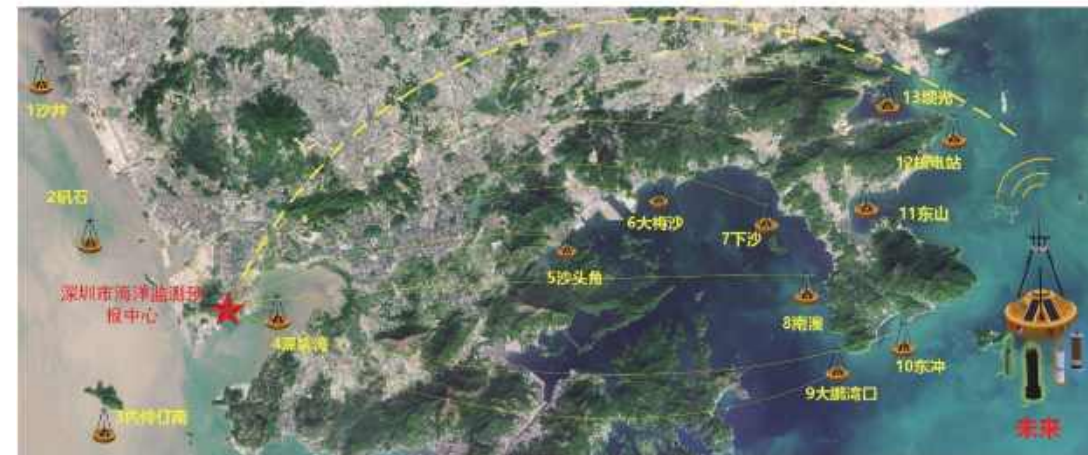 1沙井
2矾石
3内伶仃南
4深圳湾
5沙头角
6大梅沙
7下沙
8南澳
9大鹏湾口
10东冲
11东山
12核电站
13坝光
深圳市海洋监测预
报中心
未来